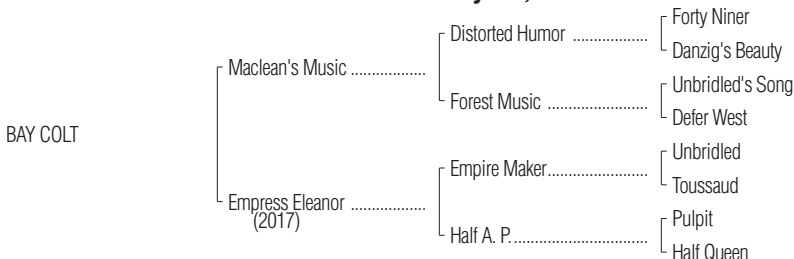 Forty Niner
Distorted Humor ..................
Danzig's Beauty
Maclean's Music ..................
Unbridled's Song
Forest Music ........................
Defer West
BAY COLT
Unbridled
Empire Maker........................
Toussaud
Empress Eleanor ..................
(2017)
Pulpit
Half A. P................................
Half Queen